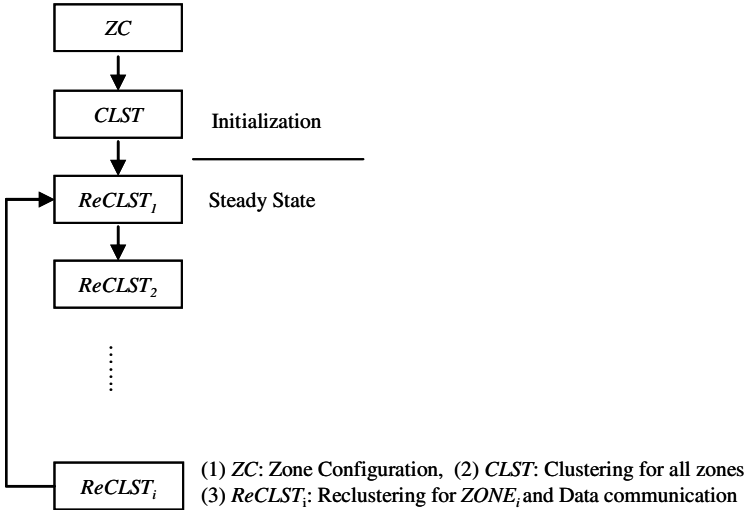 ZC
CLST
Initialization
ReCLST1
Steady State
ReCLST2
ReCLSTi
(1) ZC: Zone Configuration, (2) CLST: Clustering for all zones
(3) ReCLSTi: Reclustering for ZONEi and Data communication